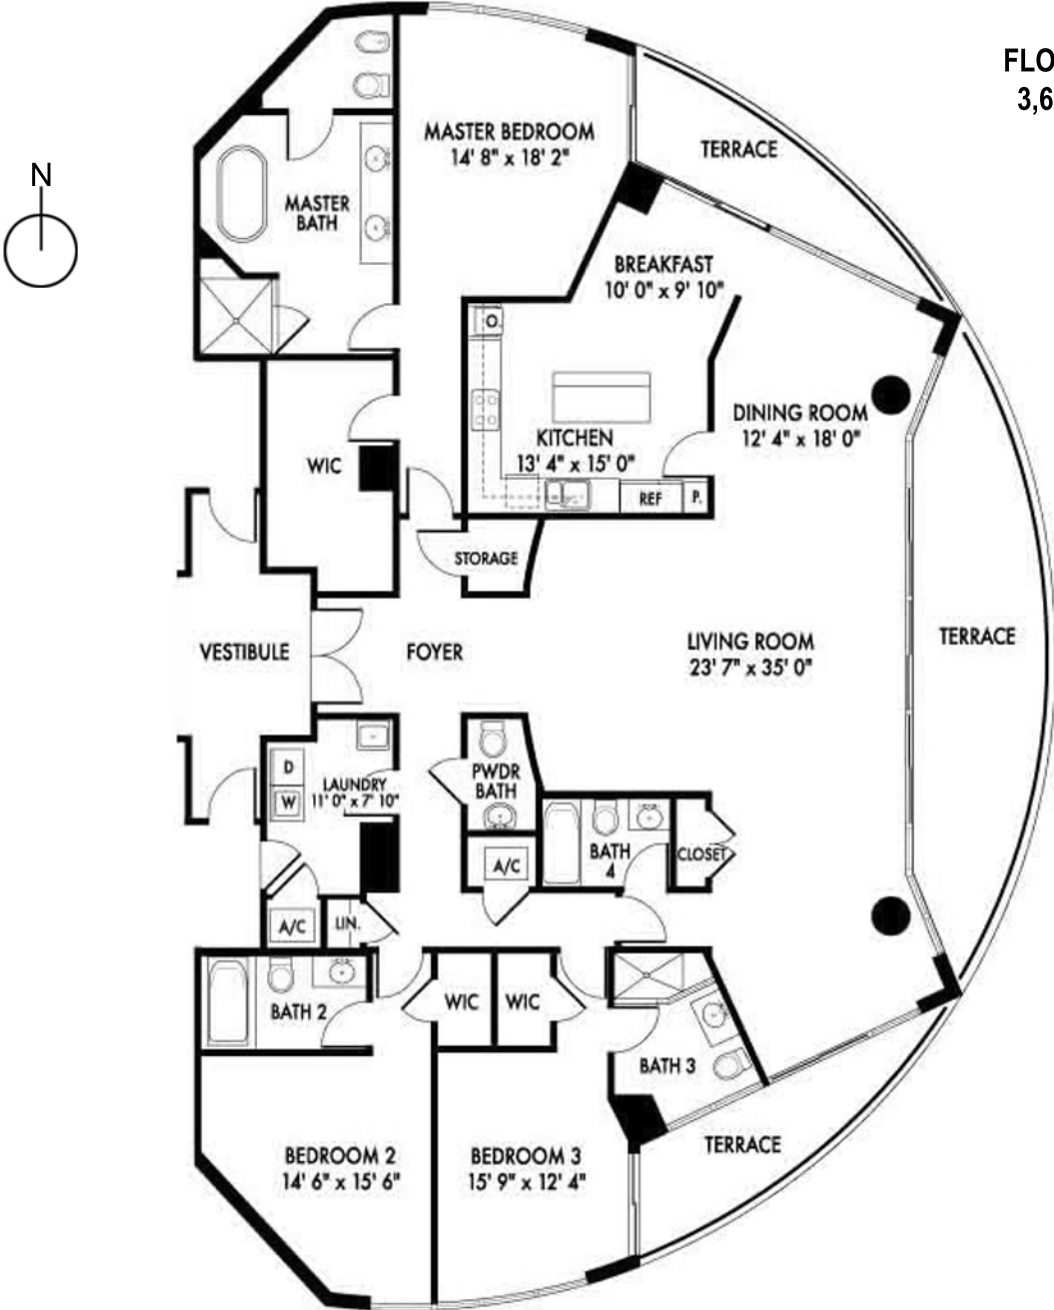 FLO
3,6
N
MASTER BEDROOM
14' 8" x 18' 2"
TERRACE
MASTER
BATH
BREAKFAST
10' 0" x 9' 10"
O.
DINING ROOM
12' 4" x 18' 0"
KITCHEN
13' 4" x 15' 0"
WIC
REF
P.
STORAGE
VESTIBULE
FOYER
LIVING ROOM
23' 7" x 35' 0"
TERRACE
D
W
LAUNDRY
11' 0" x 7' 10"
PWDR
BATH
A/C
BATH
4
CLOSET
A/C
LIN.
BATH 2
WIC
WIC
BATH 3
BEDROOM 2
14' 6" x 15' 6"
BEDROOM 3
15' 9" x 12' 4"
TERRACE